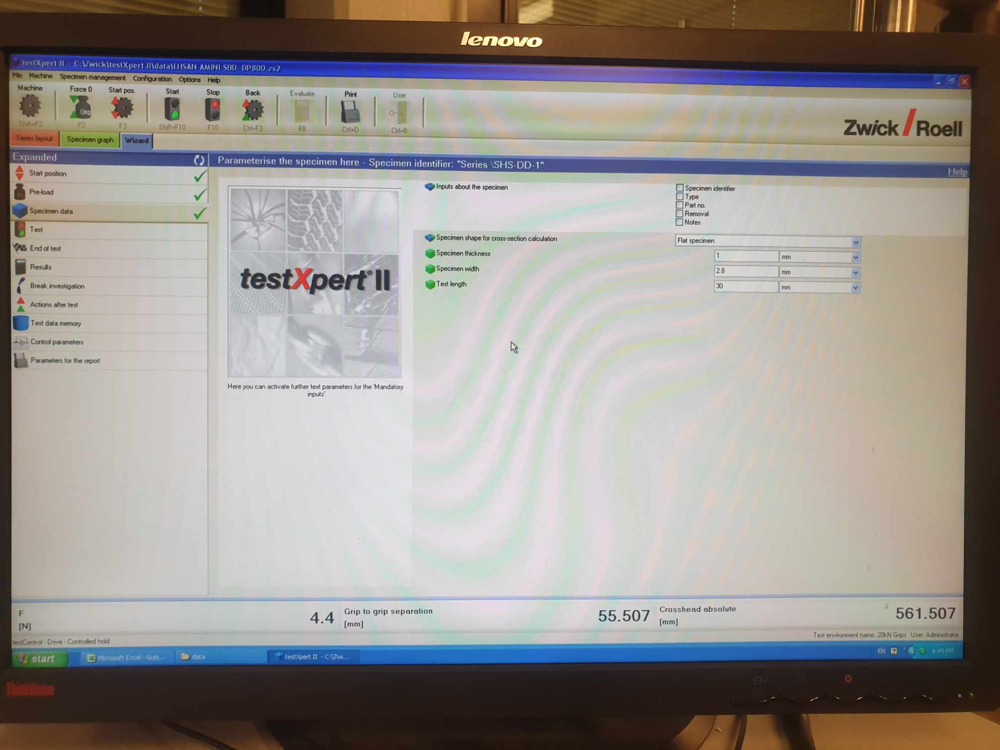 lenovo
testXpert II - C:\Zwick\testXpert II\data\EHSAN-AMINI-SBD- DP800.zs2
File Machine Specimen management Configuration Options Help
Machine Force 0 Start pos. Start Stop Back Evaluate Print User
0kg
Shift+F2 F2 F3 Shift+F10 F10 Ctrl+F3 F8 Ctrl+D Ctrl+B
Zwick / Roell
Series layout Specimen graph Wizard
Expanded
Parameterise the specimen here - Specimen identifier: "Series \SHS-DD-1"
Help
Start position
Pre-load
Specimen data
Test
End of test
Results
Break investigation
Actions after test
Test data memory
Control parameters
Parameters for the report
testXpert® II
Here you can activate further text parameters for the 'Mandatory
inputs'
Inputs about the specimen
Specimen identifier
Type
Part no.
Removal
Notes
Specimen shape for cross-section calculation Flat specimen
Specimen thickness 1 mm
Specimen width 2.8 mm
Test length 30 mm
F
[N]
4.4
Grip to grip separation
[mm]
55.507
Crosshead absolute
[mm]
561.507
testControl - Drive - Controlled hold
Test environment name: 20kN Grips User: Administrator
start
Microsoft Excel - Gurji...
data
testXpert II - C:\Zwi...
EN
6:49 PM
ThinkVision